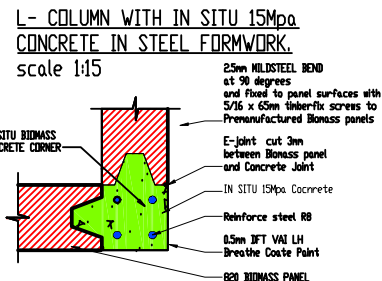 L- COLUMN WITH IN SITU 15Mpa
CONCRETE IN STEEL FORMWORK.
scale 1:15
2.5mm MILDSTEEL BEND
at 90 degrees
and fixed to panel surfaces with
5/16 x 65mm timberfix screws to
Premanufactured Biomass panels
SITU BIOMASS
CRETE CORNER
E-joint cut 3mm
between Biomass panel
and Concrete Joint
IN SITU 15Mpa Cocnrete
Reinforce steel R8
0.5mm DFT VAI LH
Breathe Coate Paint
B20 BIOMASS PANEL